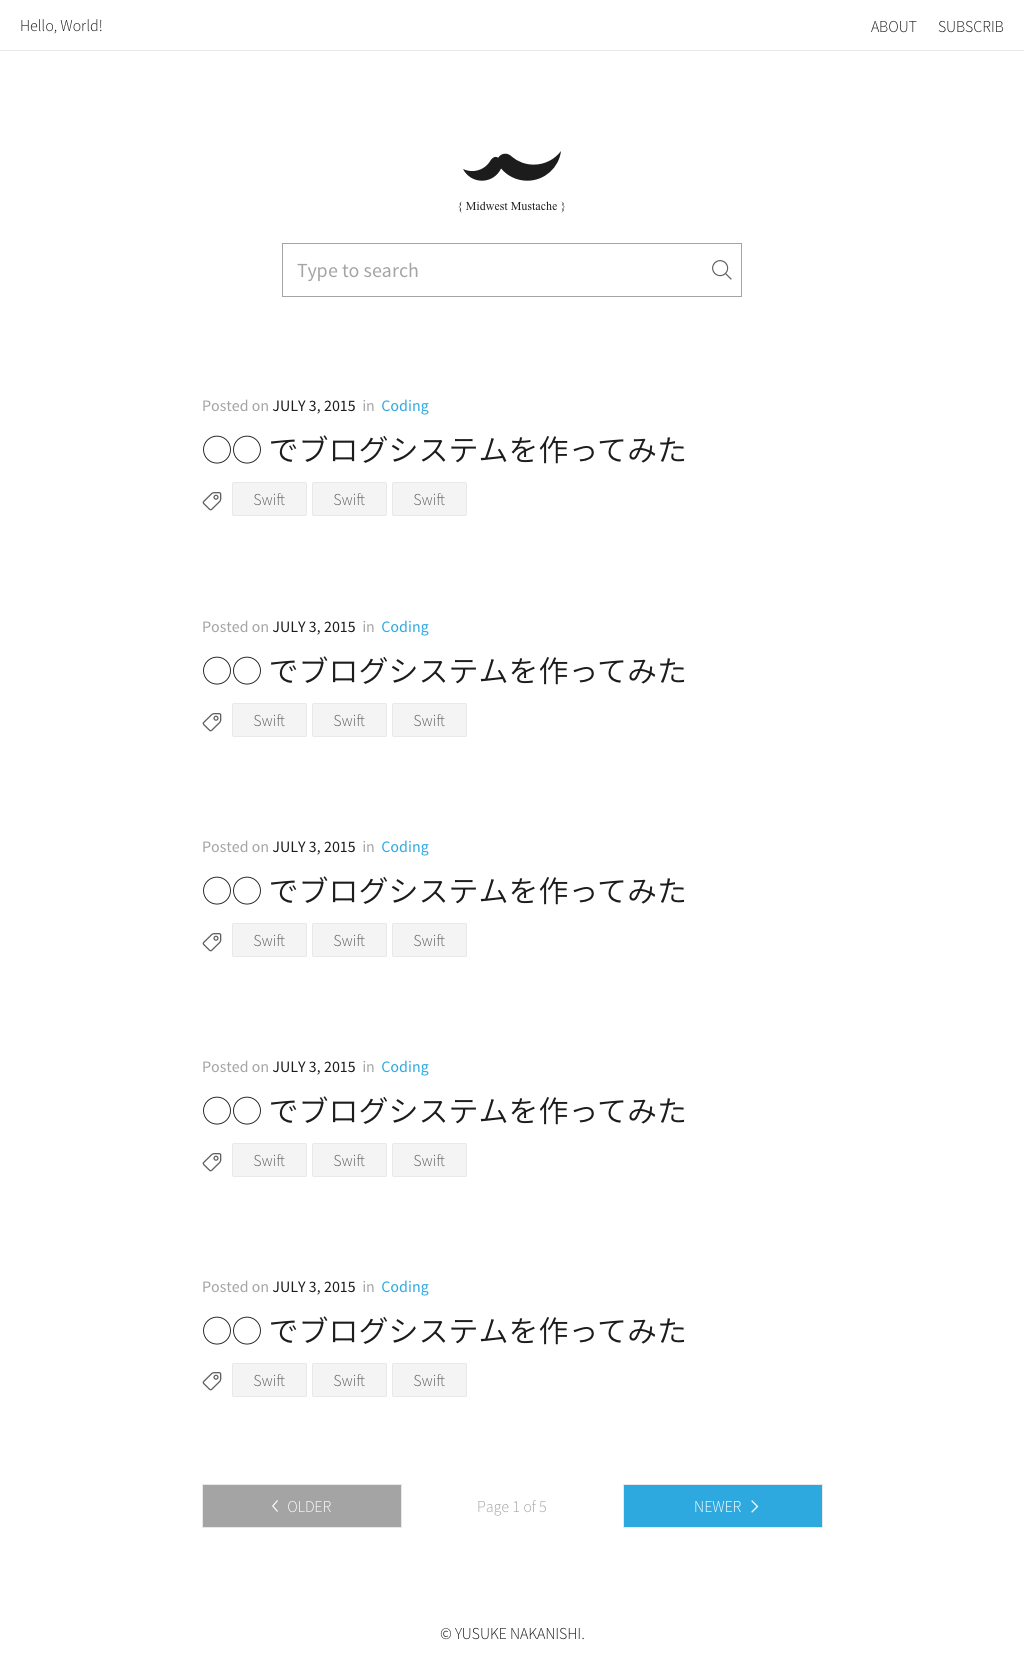 Hello, World!
ABOUT SUBSCRIB
{ Midwest Mustache }
Type to search
Posted on JULY 3, 2015 in Coding
〇〇 でブログシステムを作ってみた
Swift Swift Swift
Posted on JULY 3, 2015 in Coding
〇〇 でブログシステムを作ってみた
Swift Swift Swift
Posted on JULY 3, 2015 in Coding
〇〇 でブログシステムを作ってみた
Swift Swift Swift
Posted on JULY 3, 2015 in Coding
〇〇 でブログシステムを作ってみた
Swift Swift Swift
Posted on JULY 3, 2015 in Coding
〇〇 でブログシステムを作ってみた
Swift Swift Swift
OLDER Page 1 of 5 NEWER
© YUSUKE NAKANISHI.